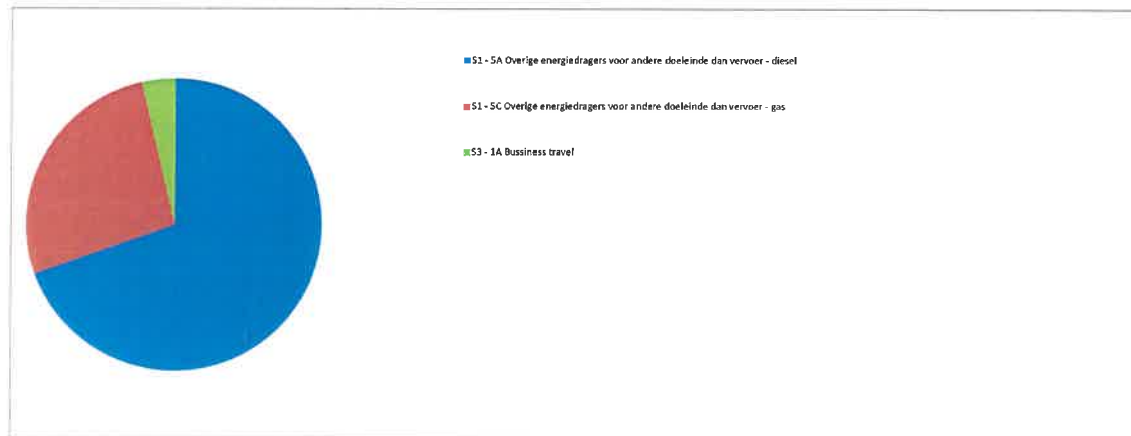 S1 - 5A Overige energiedragers voor andere doeleinde dan vervoer - diesel
S1 - 5C Overige energiedragers voor andere doeleinde dan vervoer - gas
S3 - 1A Bussiness travel